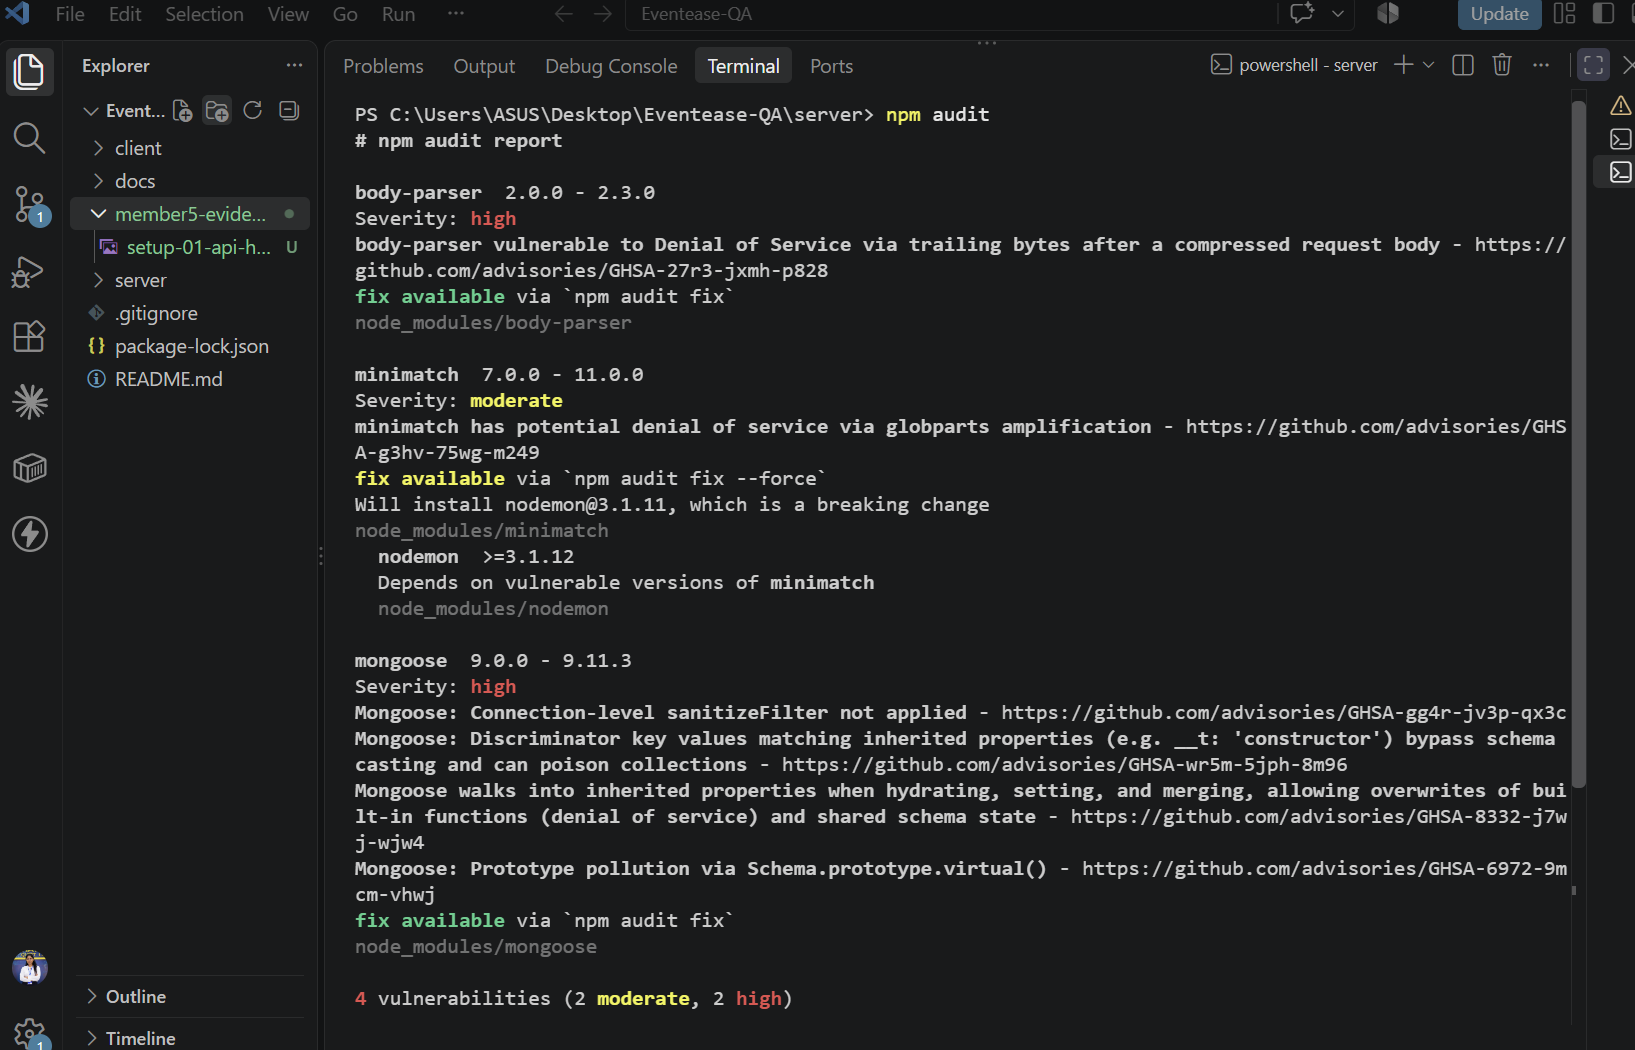 File Edit Selection View Go Run ··· Eventease-QA Update
Explorer ···
Problems Output Debug Console Terminal Ports powershell - server ···
Event...
client
docs
member5-evide...
setup-01-api-h... U
server
.gitignore
package-lock.json
README.md
Outline
Timeline
1
1
PS C:\Users\ASUS\Desktop\Eventease-QA\server> npm audit
# npm audit report
body-parser 2.0.0 - 2.3.0
Severity: high
body-parser vulnerable to Denial of Service via trailing bytes after a compressed request body - https://
github.com/advisories/GHSA-27r3-jxmh-p828
fix available via `npm audit fix`
node_modules/body-parser
minimatch 7.0.0 - 11.0.0
Severity: moderate
minimatch has potential denial of service via globparts amplification - https://github.com/advisories/GHS
A-g3hv-75wg-m249
fix available via `npm audit fix --force`
Will install nodemon@3.1.11, which is a breaking change
node_modules/minimatch
nodemon >=3.1.12
Depends on vulnerable versions of minimatch
node_modules/nodemon
mongoose 9.0.0 - 9.11.3
Severity: high
Mongoose: Connection-level sanitizeFilter not applied - https://github.com/advisories/GHSA-gg4r-jv3p-qx3c
Mongoose: Discriminator key values matching inherited properties (e.g. __t: 'constructor') bypass schema
casting and can poison collections - https://github.com/advisories/GHSA-wr5m-5jph-8m96
Mongoose walks into inherited properties when hydrating, setting, and merging, allowing overwrites of bui
lt-in functions (denial of service) and shared schema state - https://github.com/advisories/GHSA-8332-j7w
j-wjw4
Mongoose: Prototype pollution via Schema.prototype.virtual() - https://github.com/advisories/GHSA-6972-9m
cm-vhwj
fix available via `npm audit fix`
node_modules/mongoose
4 vulnerabilities (2 moderate, 2 high)